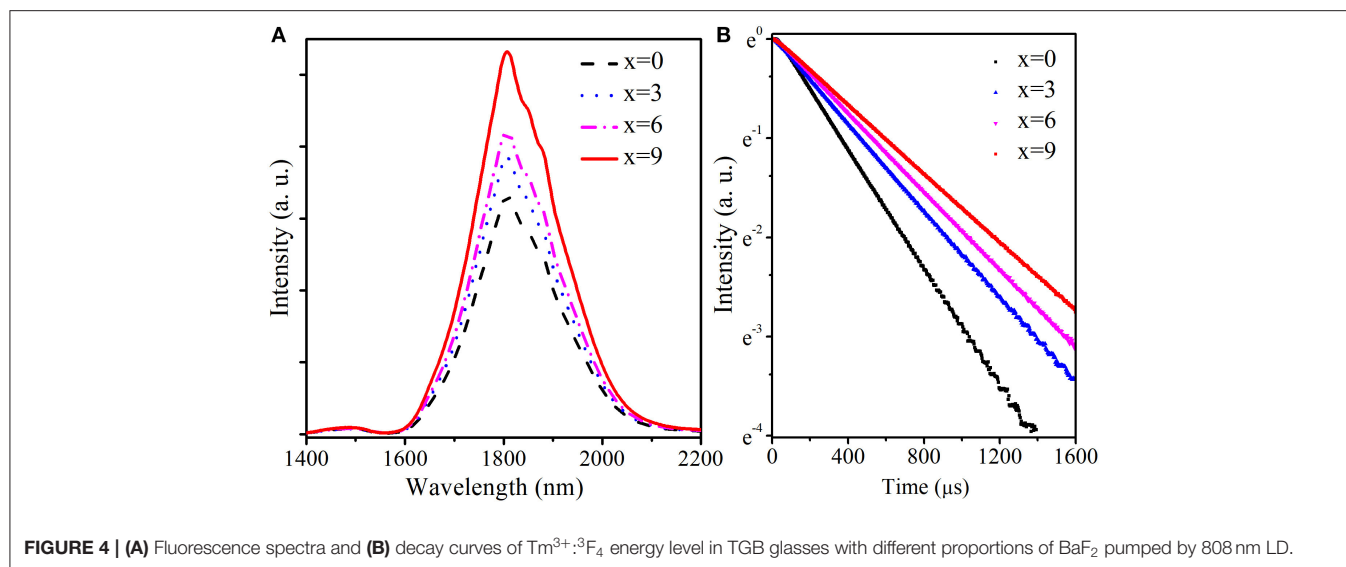 A
x=0
x=3
x=6
x=9
Intensity (a. u.)
1400 1600 1800 2000 2200
Wavelength (nm)
B
x=0
x=3
x=6
x=9
e⁰
e⁻¹
e⁻²
e⁻³
e⁻⁴
Intensity (a. u.)
0 400 800 1200 1600
Time (μs)
FIGURE 4 | (A) Fluorescence spectra and (B) decay curves of Tm³⁺:³F₄ energy level in TGB glasses with different proportions of BaF₂ pumped by 808 nm LD.